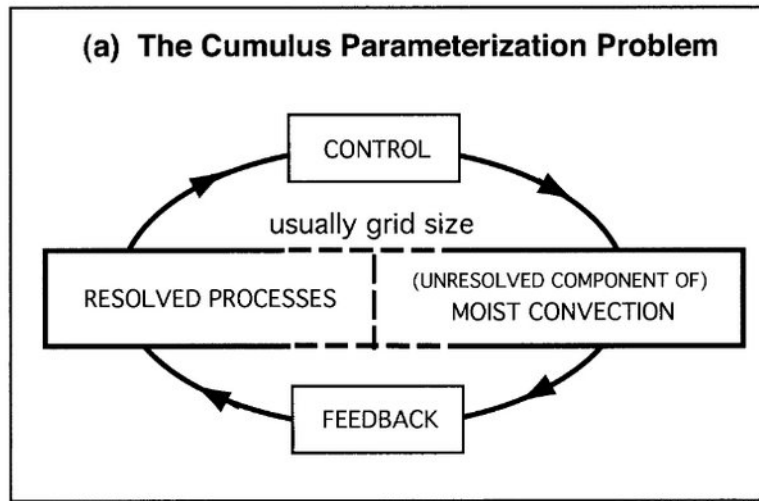 (a) The Cumulus Parameterization Problem
CONTROL
usually grid size
RESOLVED PROCESSES
(UNRESOLVED COMPONENT OF)
MOIST CONVECTION
FEEDBACK